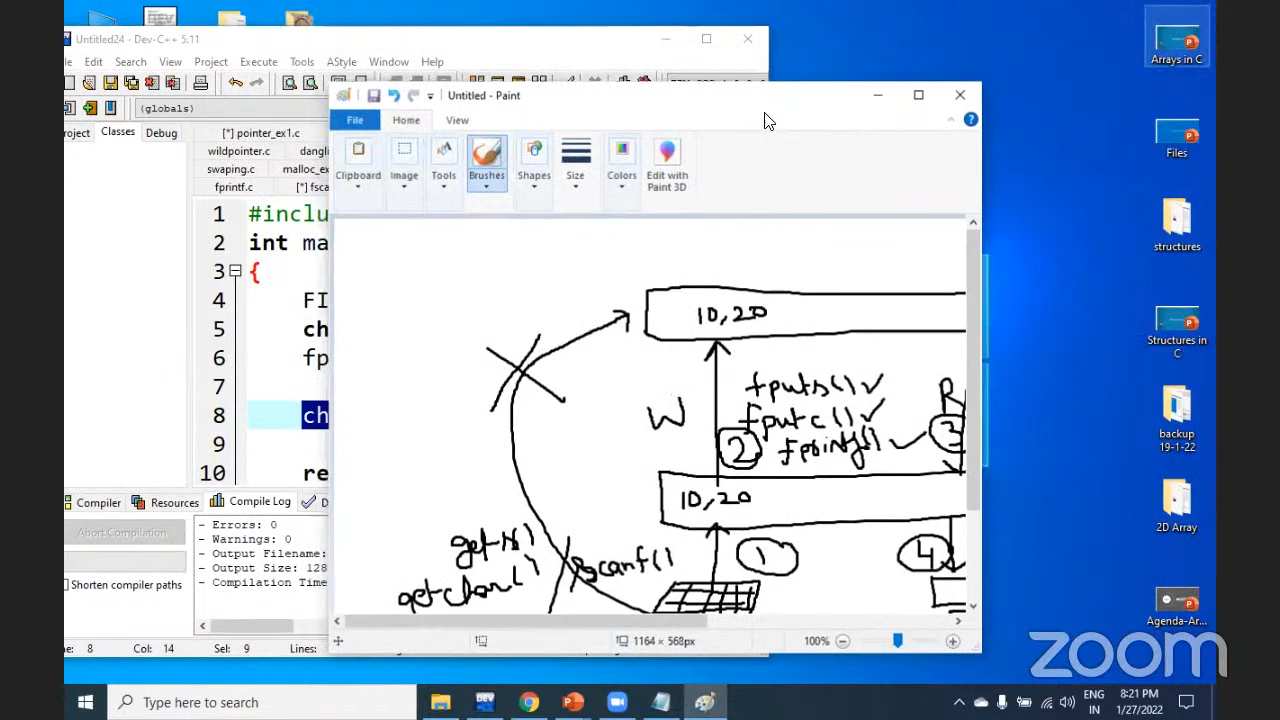 Untitled24 - Dev-C++ 5.11
Edit Search View Project Execute Tools AStyle Window Help
(globals)
Classes Debug
[*] pointer_ex1.c
wildpointer.c
swaping.c
fprintf.c
1 #inclu
2 int ma
3 {
4 FI
5 ch
6 fp
7
8 ch
9
10 re
Compiler Resources Compile Log
Abort Compilation
Shorten compiler paths
- Errors: 0
- Warnings: 0
- Output Filename:
- Output Size: 128
- Compilation Time
8 Col: 14 Sel: 9 Lines:
Untitled - Paint
File Home View
Clipboard Image Tools Brushes Shapes Size Colors Edit with
Paint 3D
10,20
fputs() ✓
W fputc() ✓ R
2 fprintf() ✓ 3
10,20
gets() scanf() 1 4
getchar()
1164 × 568px 100%
Arrays in C
Files
structures
Structures in
C
backup
19-1-22
2D Array
Agenda-Ar...
zoom
Type here to search
ENG
IN
8:21 PM
1/27/2022